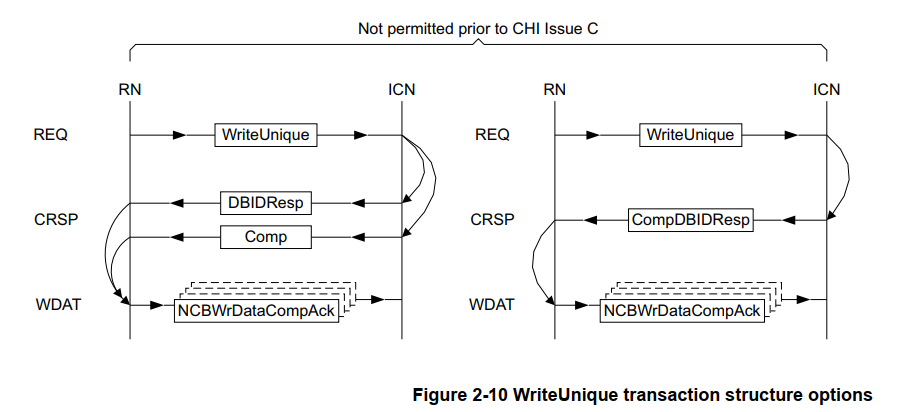 Not permitted prior to CHI Issue C
RN ICN RN ICN
REQ WriteUnique REQ WriteUnique
DBIDResp
CRSP CRSP CompDBIDResp
Comp
WDAT NCBWrDataCompAck WDAT NCBWrDataCompAck
Figure 2-10 WriteUnique transaction structure options